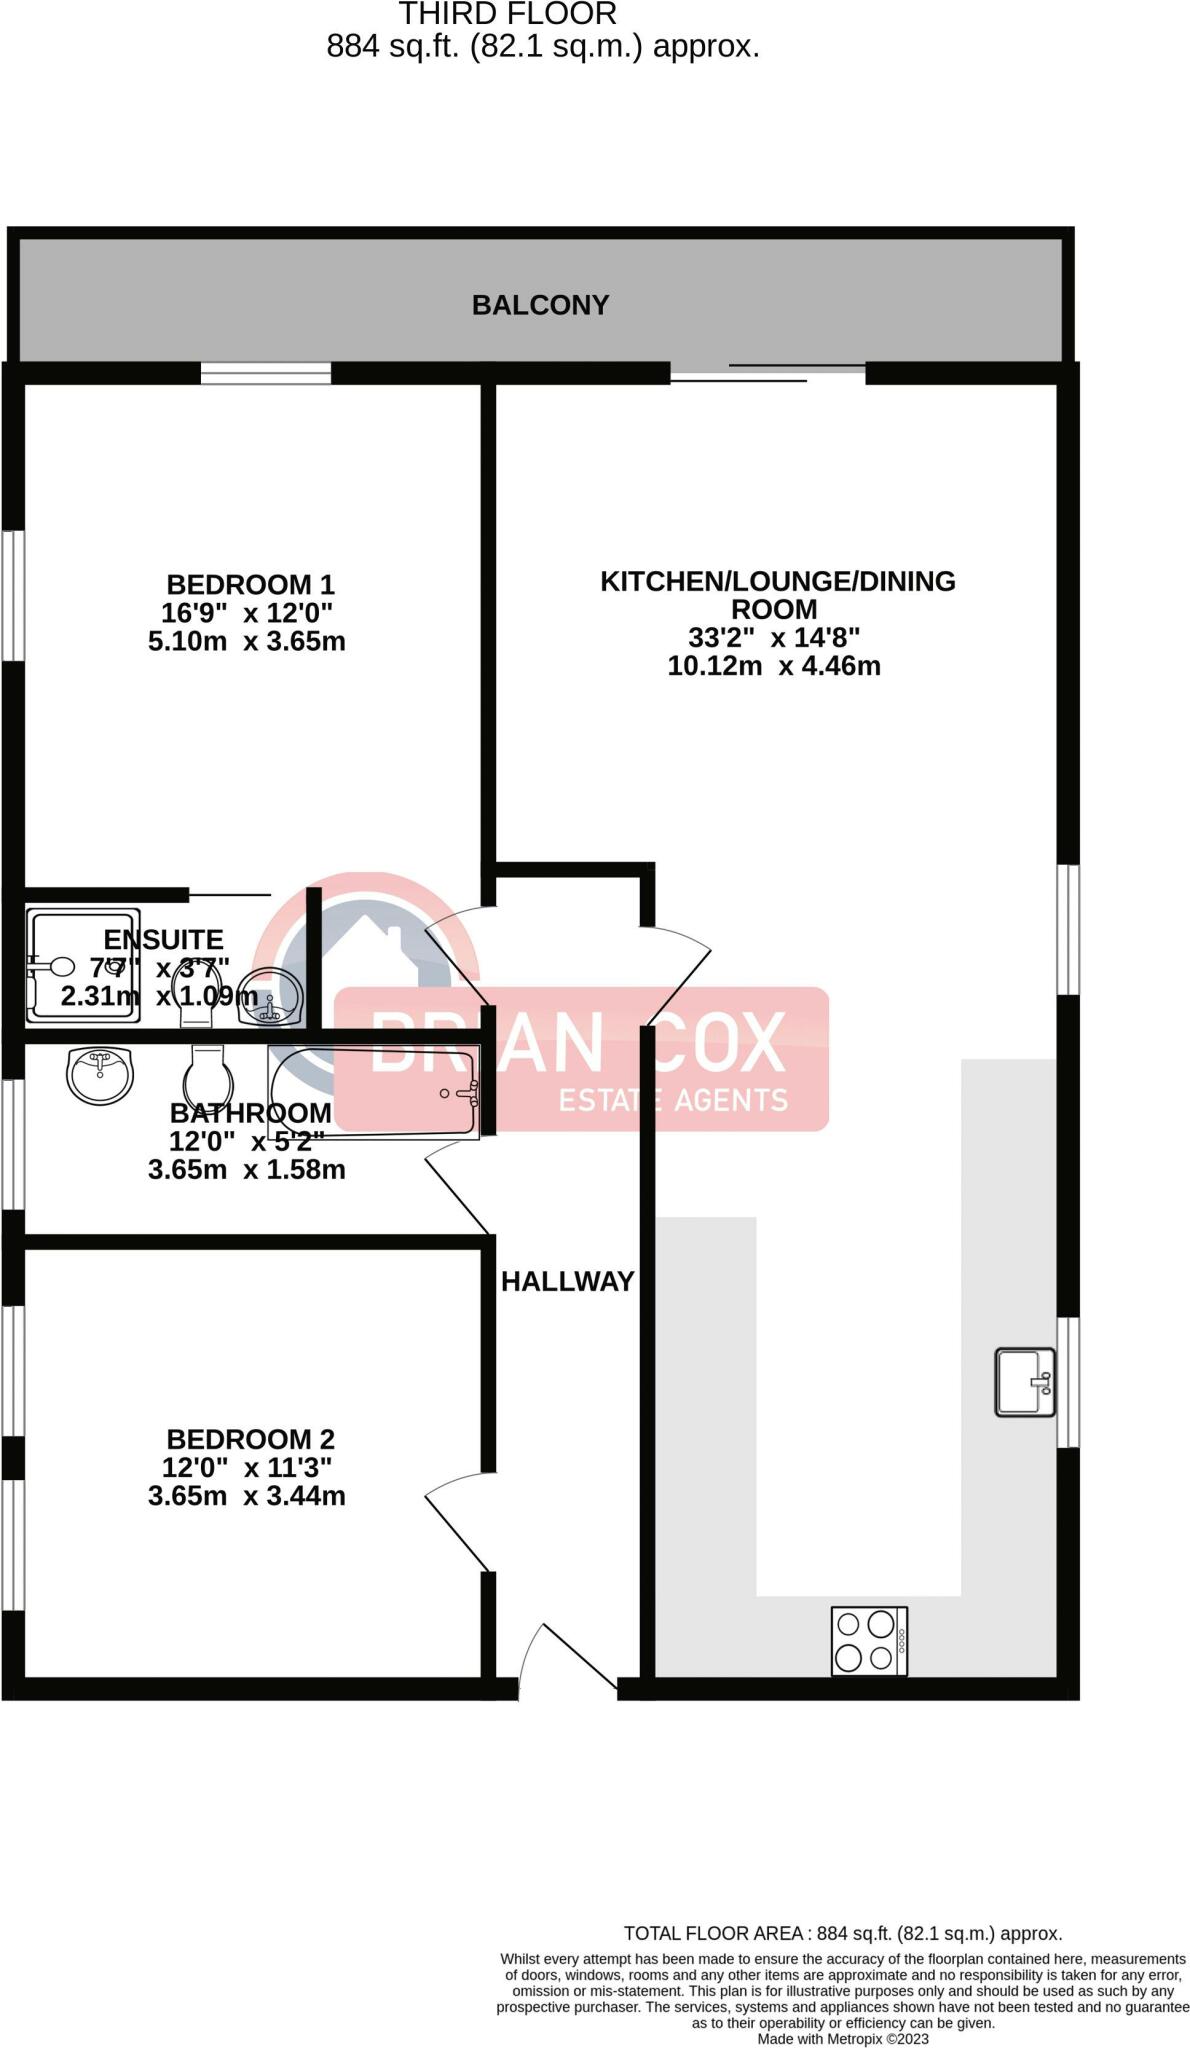 THIRD FLOOR
884 sq.ft. (82.1 sq.m.) approx.
BALCONY
BEDROOM 1
16'9" x 12'0"
5.10m x 3.65m
KITCHEN/LOUNGE/DINING
ROOM
33'2" x 14'8"
10.12m x 4.46m
ENSUITE
7'7" x 3'7"
2.31m x 1.09m
BRIAN COX
ESTATE AGENTS
BATHROOM
12'0" x 5'2"
3.65m x 1.58m
HALLWAY
BEDROOM 2
12'0" x 11'3"
3.65m x 3.44m
TOTAL FLOOR AREA : 884 sq.ft. (82.1 sq.m.) approx.
Whilst every attempt has been made to ensure the accuracy of the floorplan contained here, measurements
of doors, windows, rooms and any other items are approximate and no responsibility is taken for any error,
omission or mis-statement. This plan is for illustrative purposes only and should be used as such by any
prospective purchaser. The services, systems and appliances shown have not been tested and no guarantee
as to their operability or efficiency can be given.
Made with Metropix ©2023